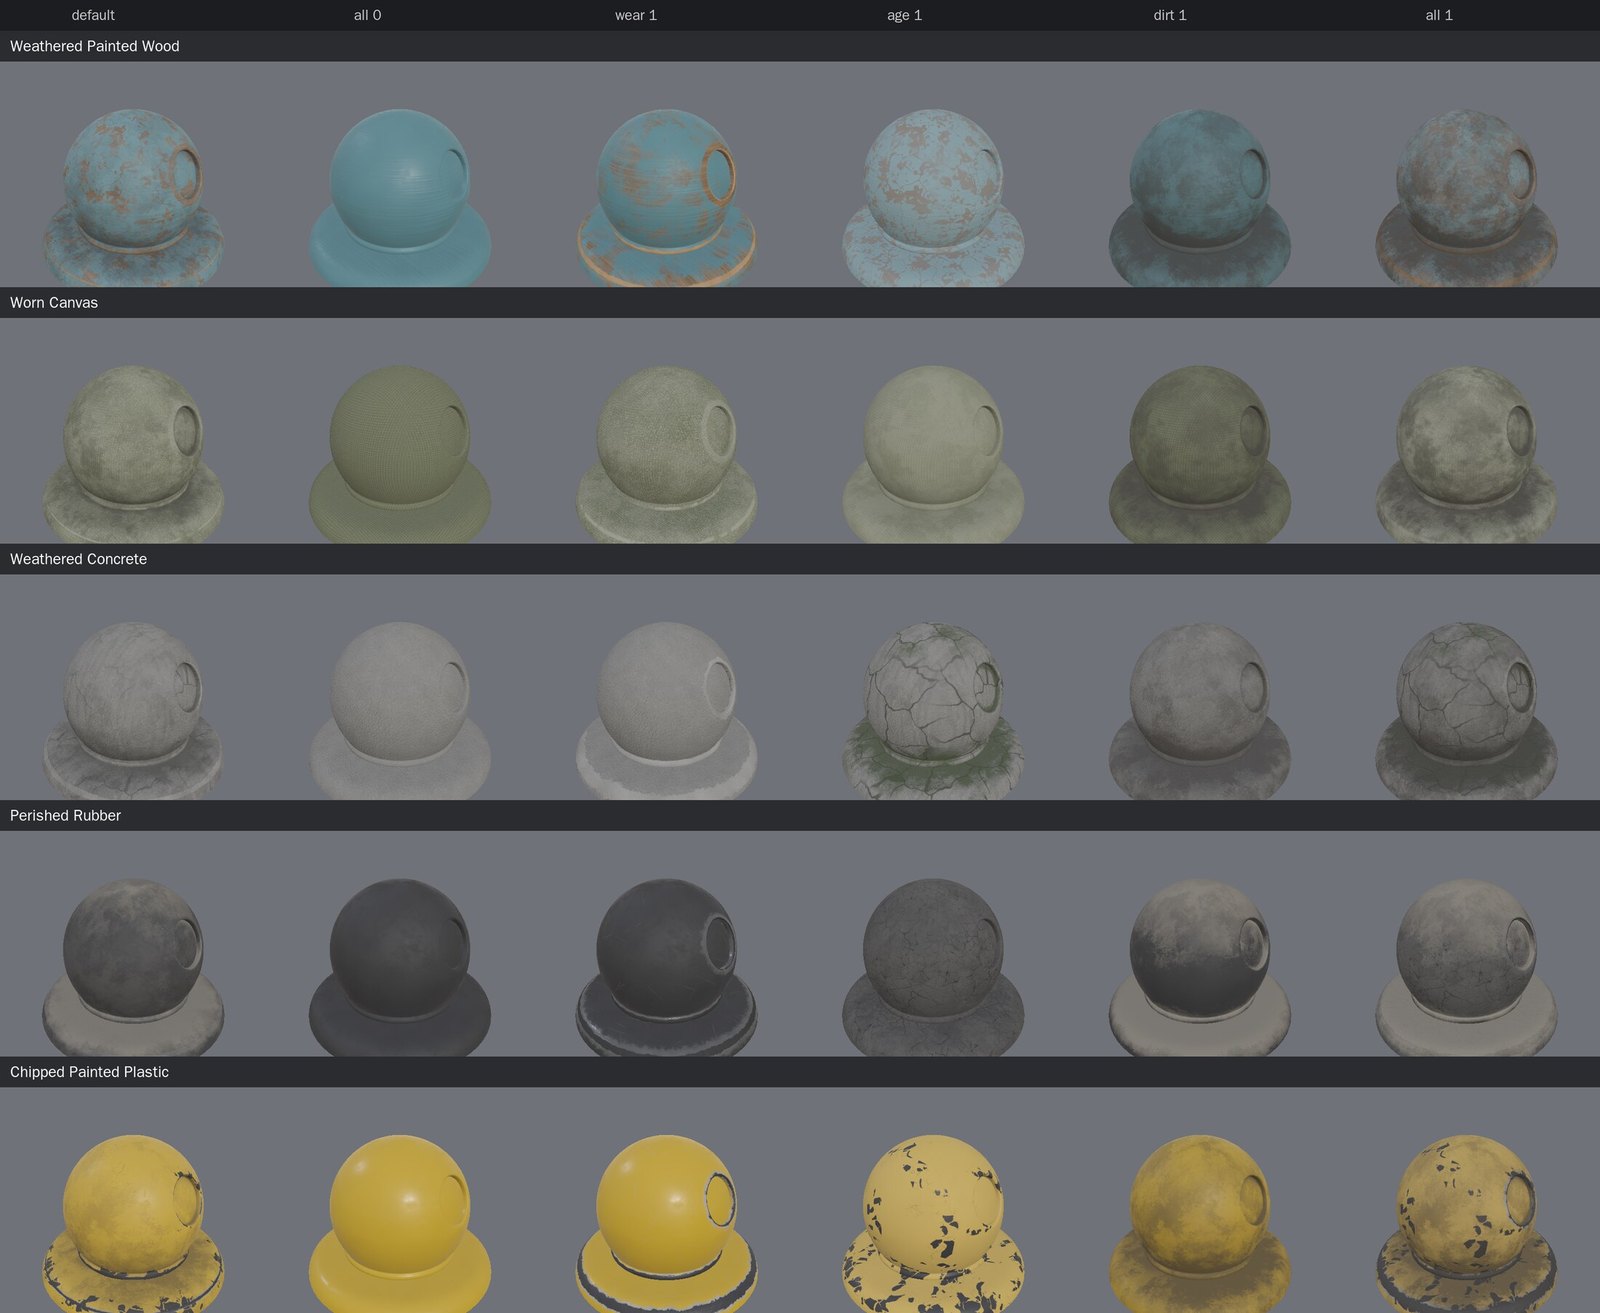 default all 0 wear 1 age 1 dirt 1 all 1
Weathered Painted Wood
Worn Canvas
Weathered Concrete
Perished Rubber
Chipped Painted Plastic